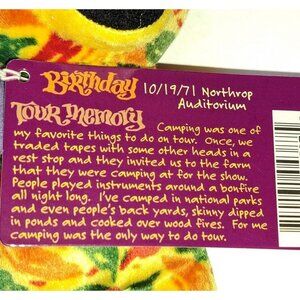 Birthday 10/19/71 Northrop
Auditorium
Tour Memory Camping was one of
my favorite things to do on tour. Once, we
traded tapes with some other heads in a
rest stop and they invited us to the farm
that they were camping at for the show.
People played instruments around a bonfire
all night long. I've camped in national parks
and even people's back yards, skinny dipped
in ponds and cooked over wood fires. For me
camping was the only way to do tour.